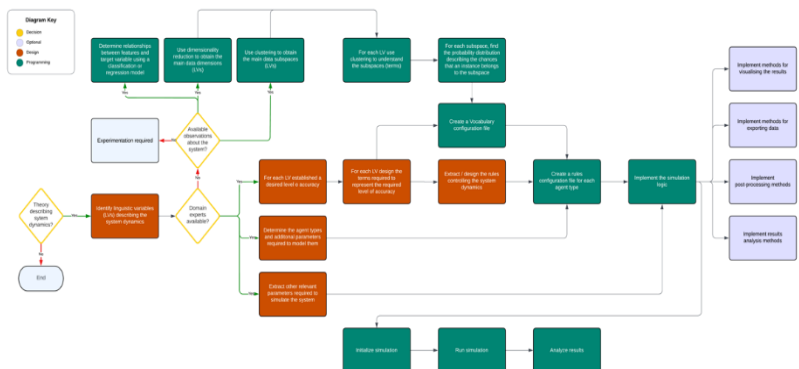 Diagram Key
Decision
Optional
Design
Programming
Determine relationships
between features and
target variable using a
classification or
regression model
Use dimensionality
reduction to obtain the
main data dimensions
(LVs)
Use clustering to obtain
the main data subspaces
(LVs)
For each LV use
clustering to understand
the subspaces (terms)
For each subspace, find
the probability distribution
describing the chances
that an instance belongs
to the subspace
Implement methods for
visualising the results
Yes
Yes
Yes
Experimentation required
No
Available
observations
about the
system?
Create a Vocabulary
configuration file
Implement methods for
exporting data
No
Theory
describing
sytem
dynamics?
Yes
Identify linguistic variables
(LVs) describing the
system dynamics
Domain
experts
available?
Yes
For each LV established a
desired level is accuracy
For each LV design the
terms required to
represent the required
level of accuracy
Extract / design the rules
controlling the system
dynamics
Create a rules
configuration file for each
agent type
Implement the simulation
logic
Implement
post processing methods
Yes
Determine the agent types
and additional parameters
required to model them
Implement results
analysis methods
No
End
Yes
Extract other relevant
parameters required to
simulate the system
Initialize simulation
Run simulation
Analyze results